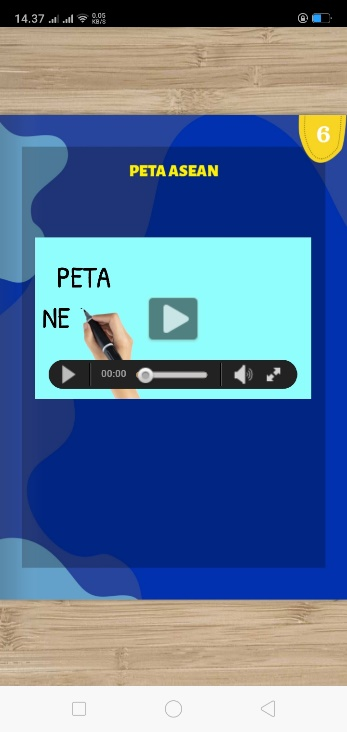 14.37
0.05
KB/S
6
PETA ASEAN
PETA
NE
00:00